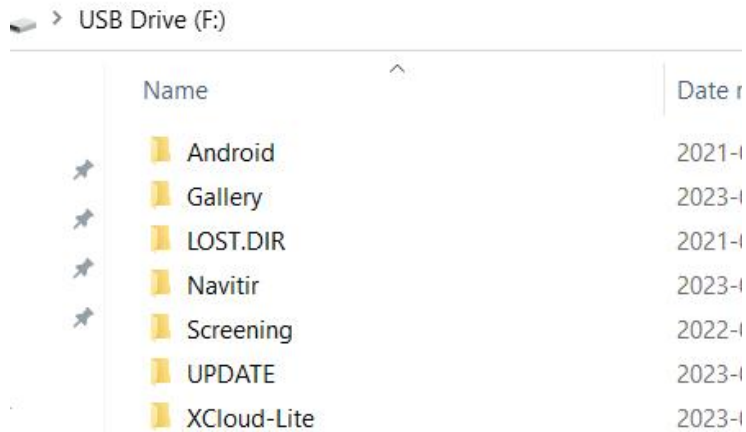 > USB Drive (F:)
Name Date
Android 2021-
Gallery 2023-
LOST.DIR 2021-
Navitir 2023-
Screening 2022-
UPDATE 2023-
XCloud-Lite 2023-